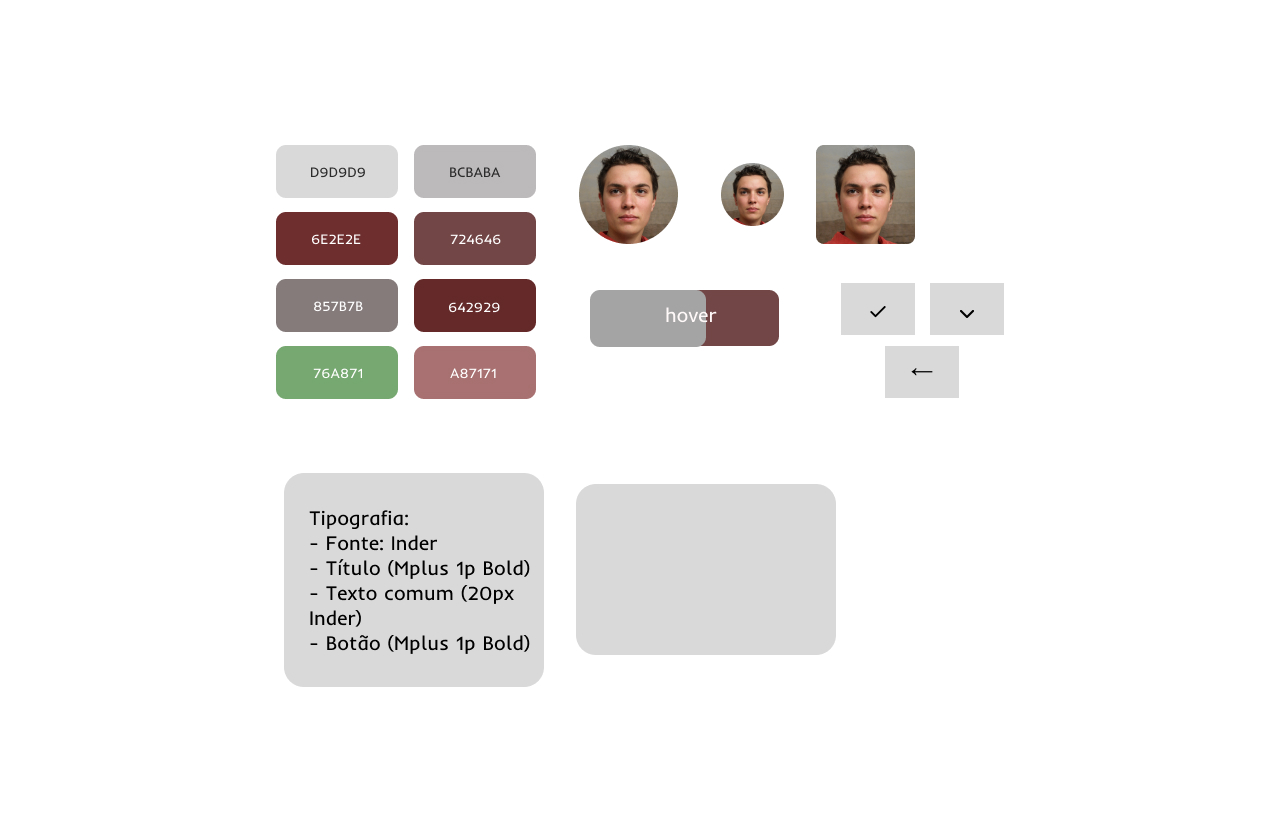 D9D9D9
BCBABA
6E2E2E
724646
857B7B
642929
76A871
A87171
hover
Tipografia:
- Fonte: Inder
- Título (Mplus 1p Bold)
- Texto comum (20px
Inder)
- Botão (Mplus 1p Bold)